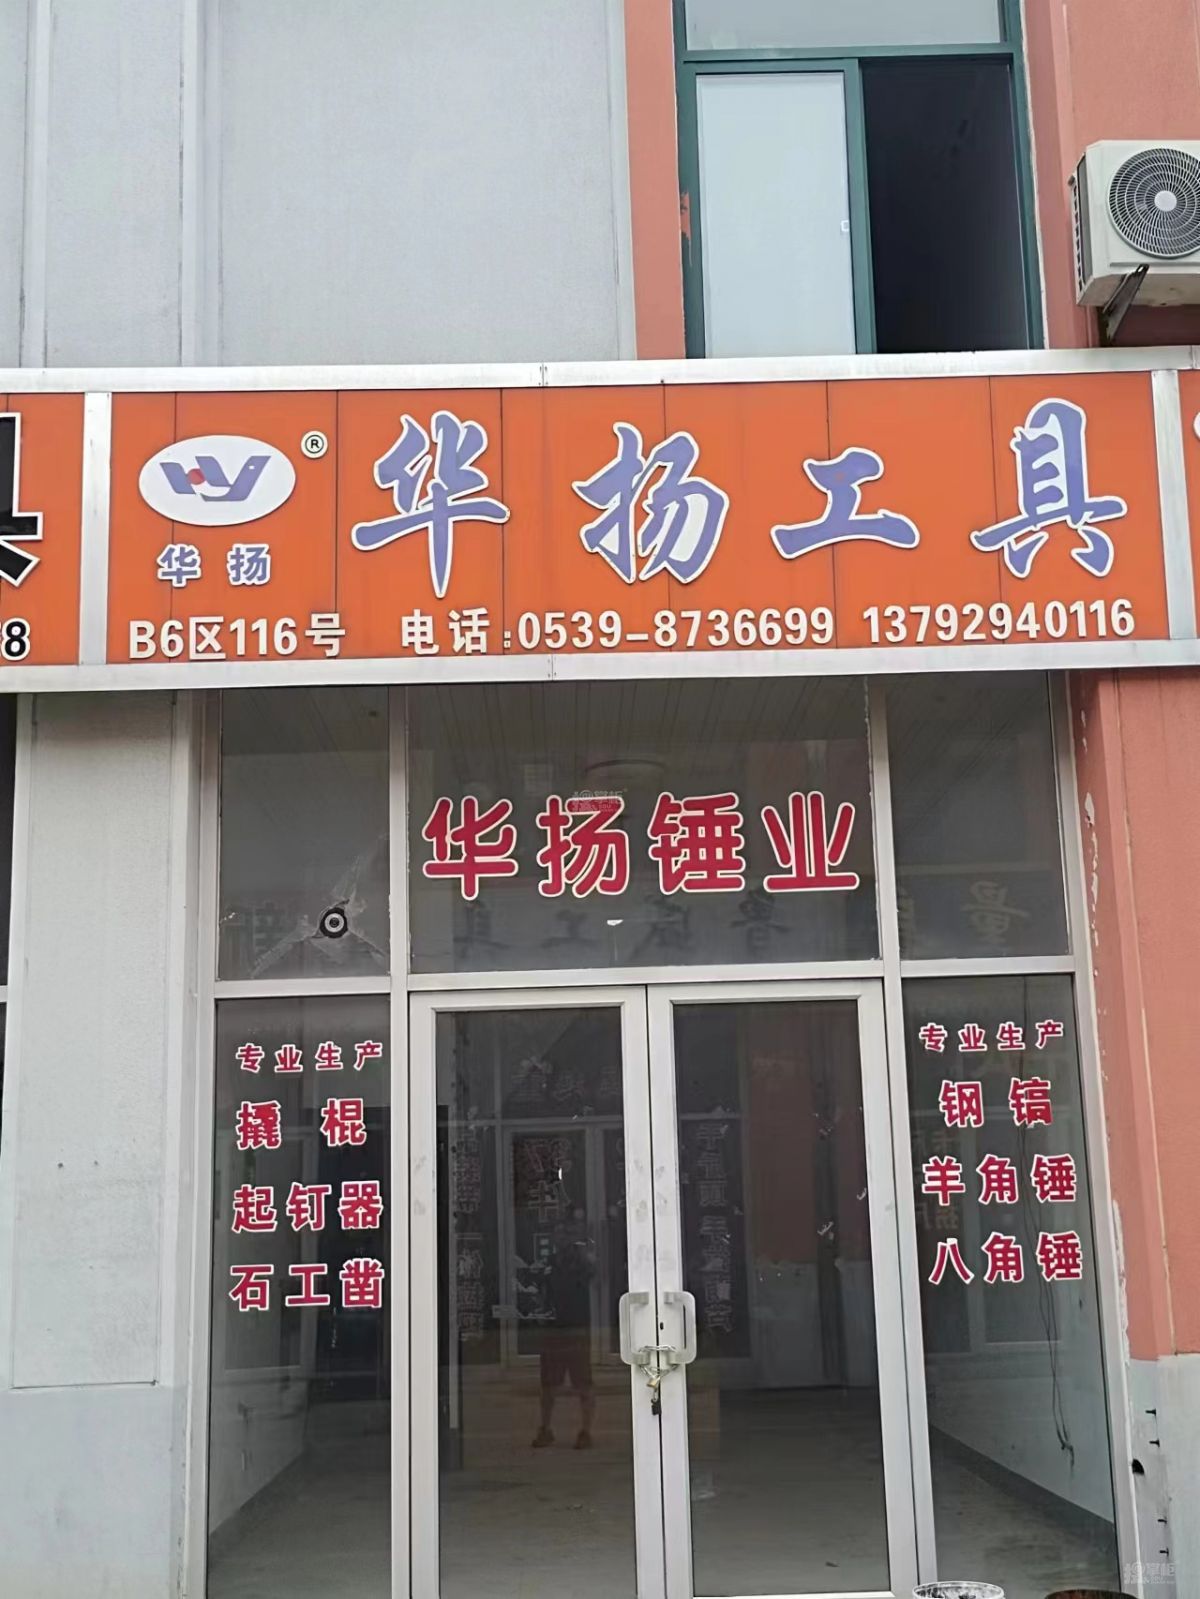 HY ®
华扬
华扬工具
B6区116号 电话:0539-8736699 13792940116
8
华扬锤业
专业生产
撬棍
起钉器
石工凿
专业生产
钢镐
羊角锤
八角锤